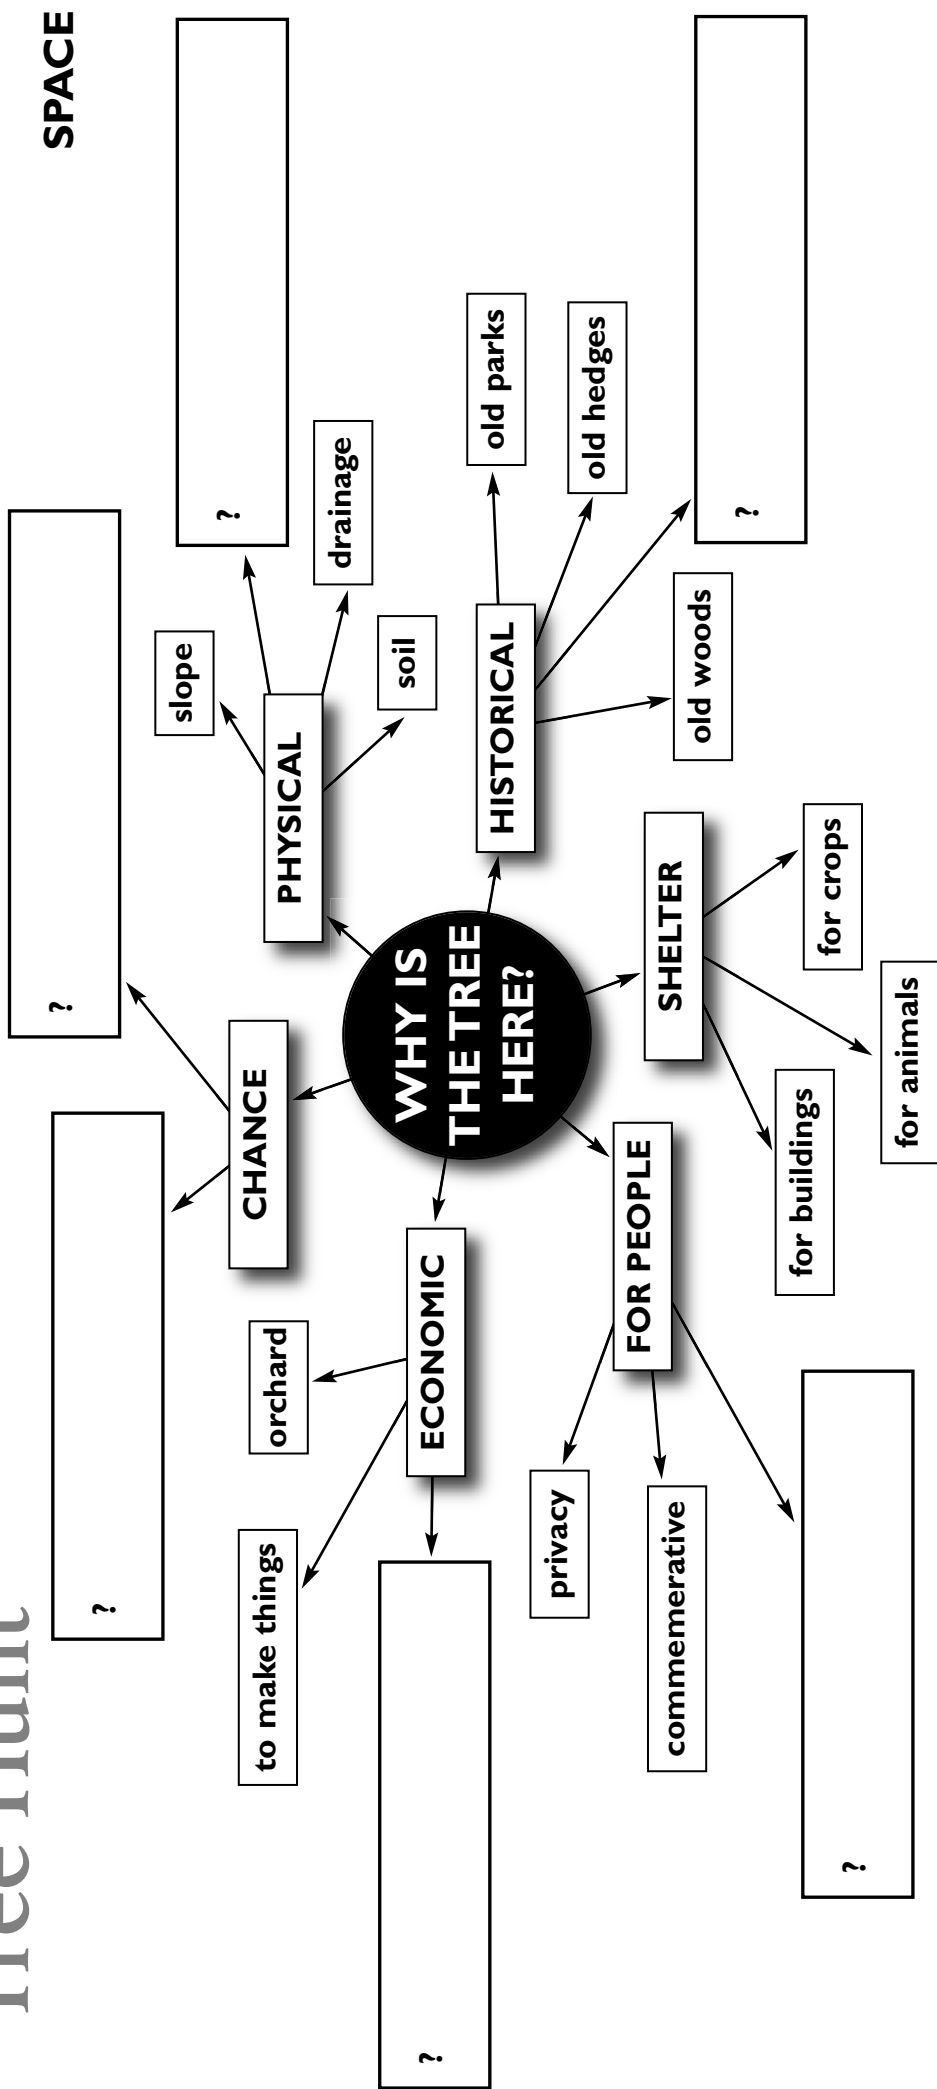 Tree Hunt
SPACE
WHY IS
THE TREE
HERE?
CHANCE
?
?
PHYSICAL
slope
?
drainage
soil
HISTORICAL
old parks
old hedges
?
old woods
SHELTER
for crops
for animals
for buildings
FOR PEOPLE
privacy
commemerative
?
ECONOMIC
orchard
to make things
?